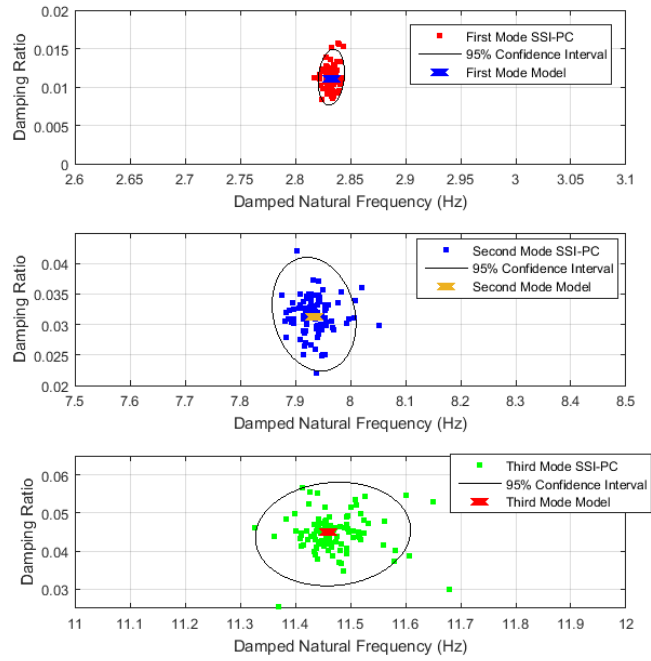 0.02
0.015
0.01
0.005
0
Damping Ratio
First Mode SSI-PC
95% Confidence Interval
First Mode Model
2.6 2.65 2.7 2.75 2.8 2.85 2.9 2.95 3 3.05 3.1
Damped Natural Frequency (Hz)
0.04
0.035
0.03
0.025
0.02
Damping Ratio
Second Mode SSI-PC
95% Confidence Interval
Second Mode Model
7.5 7.6 7.7 7.8 7.9 8 8.1 8.2 8.3 8.4 8.5
Damped Natural Frequency (Hz)
0.06
0.05
0.04
0.03
Damping Ratio
Third Mode SSI-PC
95% Confidence Interval
Third Mode Model
11 11.1 11.2 11.3 11.4 11.5 11.6 11.7 11.8 11.9 12
Damped Natural Frequency (Hz)